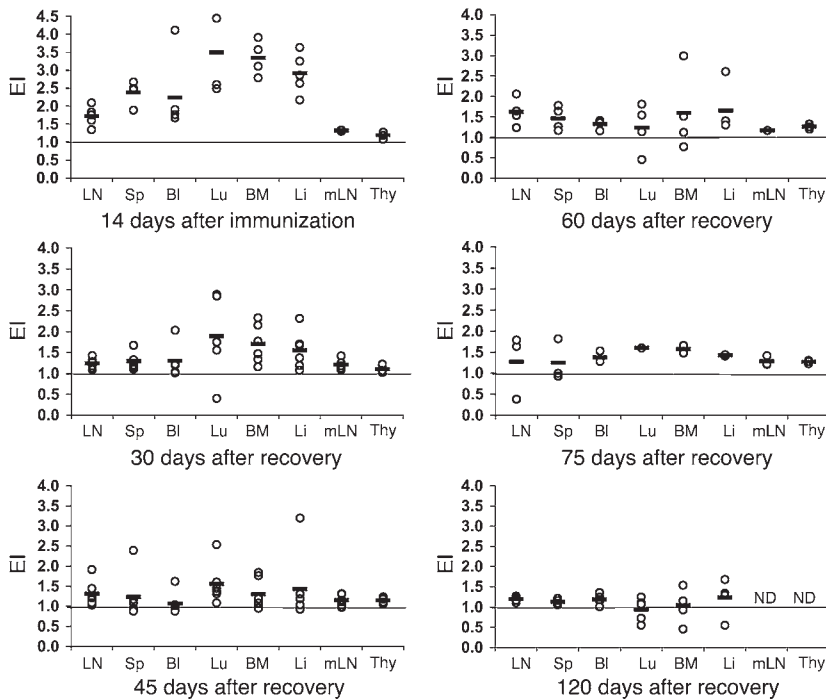 EI
4.5
4.0
3.5
3.0
2.5
2.0
1.5
1.0
0.5
0.0
LN Sp Bl Lu BM Li mLN Thy
14 days after immunization
EI
4.0
3.5
3.0
2.5
2.0
1.5
1.0
0.5
0.0
LN Sp Bl Lu BM Li mLN Thy
60 days after recovery
EI
4.0
3.5
3.0
2.5
2.0
1.5
1.0
0.5
0.0
LN Sp Bl Lu BM Li mLN Thy
30 days after recovery
EI
4.0
3.5
3.0
2.5
2.0
1.5
1.0
0.5
0.0
LN Sp Bl Lu BM Li mLN Thy
75 days after recovery
EI
4.0
3.5
3.0
2.5
2.0
1.5
1.0
0.5
0.0
LN Sp Bl Lu BM Li mLN Thy
45 days after recovery
EI
4.0
3.5
3.0
2.5
2.0
1.5
1.0
0.5
0.0
ND ND
LN Sp Bl Lu BM Li mLN Thy
120 days after recovery